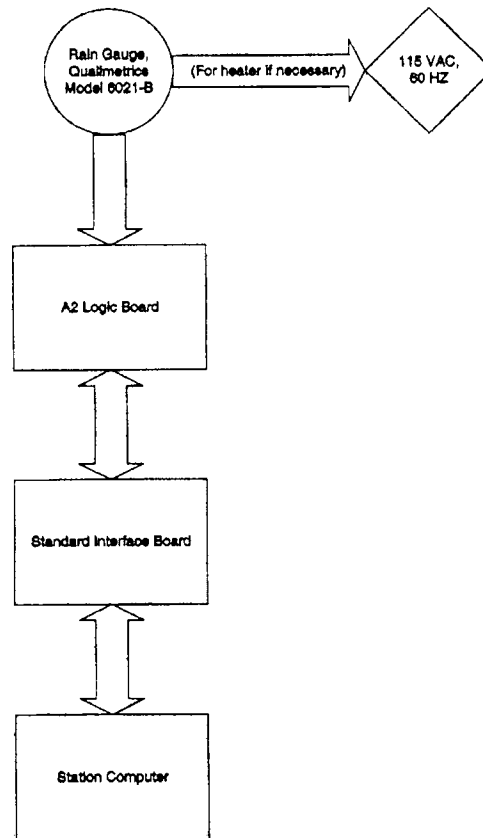 Rain Gauge,
Qualimetrics
Model 6021-B
(For heater if necessary)
115 VAC,
60 HZ
A2 Logic Board
Standard Interface Board
Station Computer